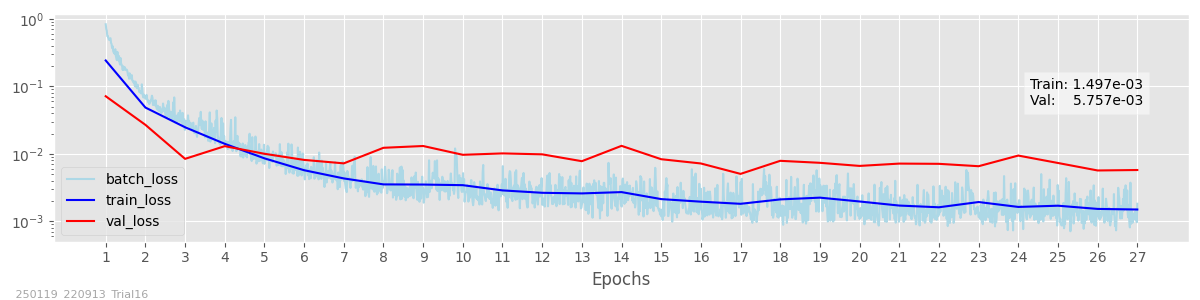 10⁰
10⁻¹
10⁻²
10⁻³
Train: 1.497e-03
Val: 5.757e-03
batch_loss
train_loss
val_loss
1 2 3 4 5 6 7 8 9 10 11 12 13 14 15 16 17 18 19 20 21 22 23 24 25 26 27
Epochs
250119_220913_Trial16